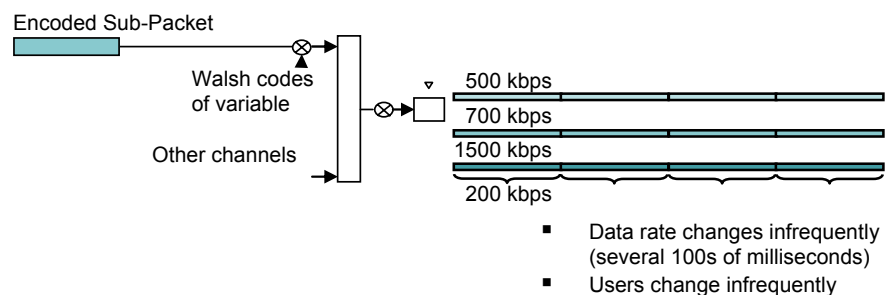 Encoded Sub-Packet
Walsh codes
of variable
Other channels
500 kbps
700 kbps
1500 kbps
200 kbps
▪ Data rate changes infrequently
(several 100s of milliseconds)
▪ Users change infrequently